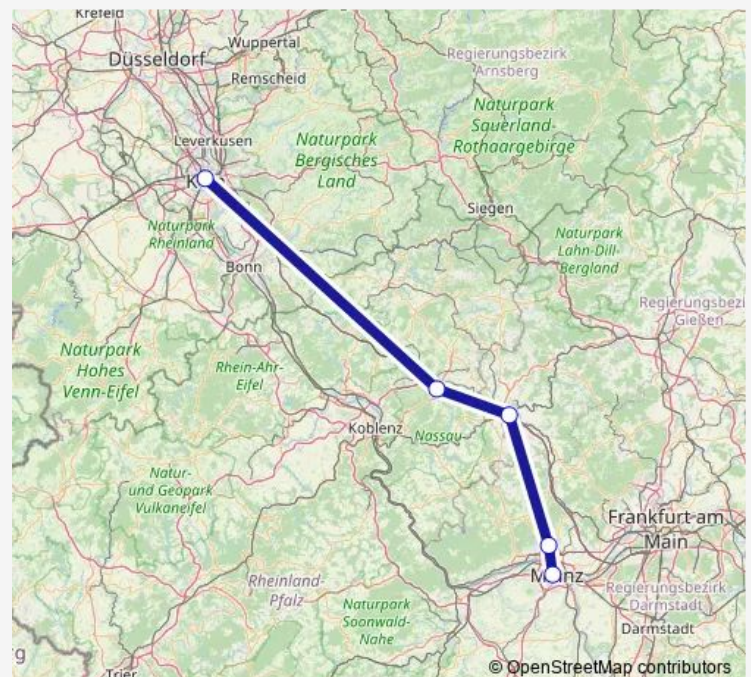 Krefeld
Wuppertal
Düsseldorf
Remscheid
Regierungsbezirk
Arnsberg
Naturpark
Sauerland-
Rothaargebirge
Leverkusen
Naturpark
Bergisches
Land
K
Siegen
Naturpark
Rheinland
Naturpark
Lahn-Dill-
Bergland
Bonn
Regierungsbezi
Gießen
Naturpark
Hohes
Venn-Eifel
Rhein-Ahr-
Eifel
Koblenz
Nassau
Natur-
und Geopark
Vulkaneifel
Frankfurt am
Main
M nz
Rheinland-
Pfalz
Regierungsbezirk
Darmstadt
Naturpark
Soonwald-
Nahe
Darmstadt
g
Trier
© OpenStreetMap contributors